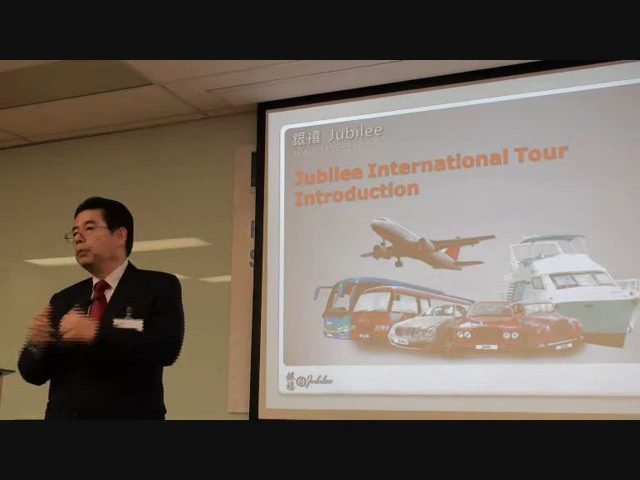 銀禧 Jubilee
Jubilee International Tour
Introduction
銀禧 Jubilee